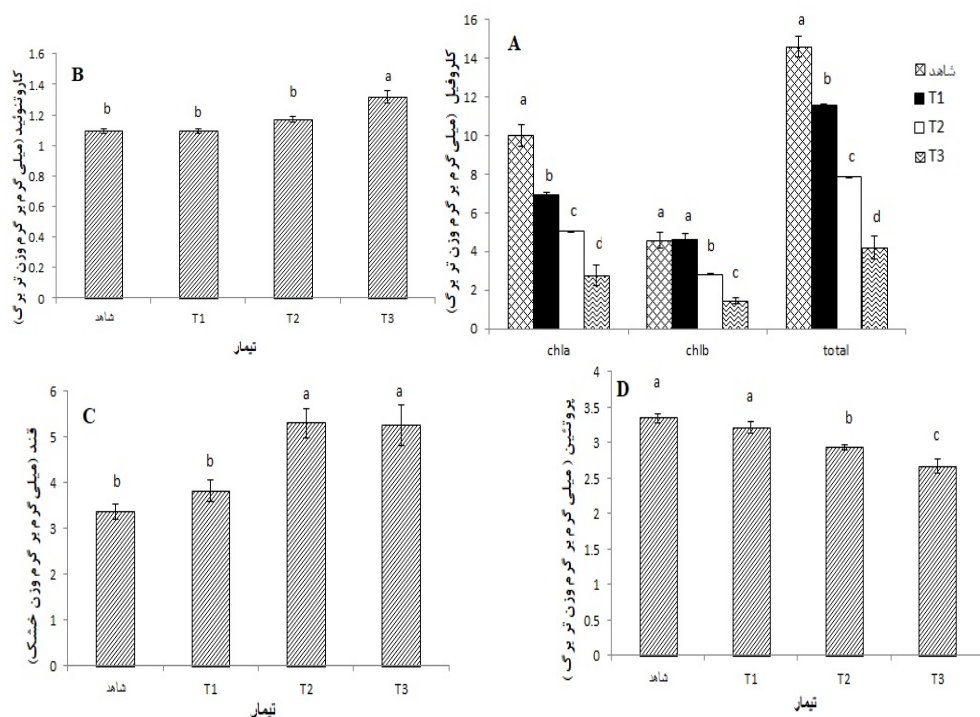 B
کاروتنوئید (میلی گرم بر گرم وزن تر برگ)
1.6
1.4
1.2
1
0.8
0.6
0.4
0.2
0
b
b
b
a
شاهد
T1
T2
T3
تیمار
A
کلروفیل (میلی گرم بر گرم وزن تر برگ)
16
14
12
10
8
6
4
2
0
a
b
c
d
a
a
b
c
a
b
c
d
chla
chlb
total
شاهد
T1
T2
T3
C
قند (میلی گرم بر گرم وزن خشک)
6
5
4
3
2
1
0
b
b
a
a
شاهد
T1
T2
T3
تیمار
D
پروتئین ( میلی گرم بر گرم وزن تر برگ )
4
3.5
3
2.5
2
1.5
1
0.5
0
a
a
b
c
شاهد
T1
T2
T3
تیمار